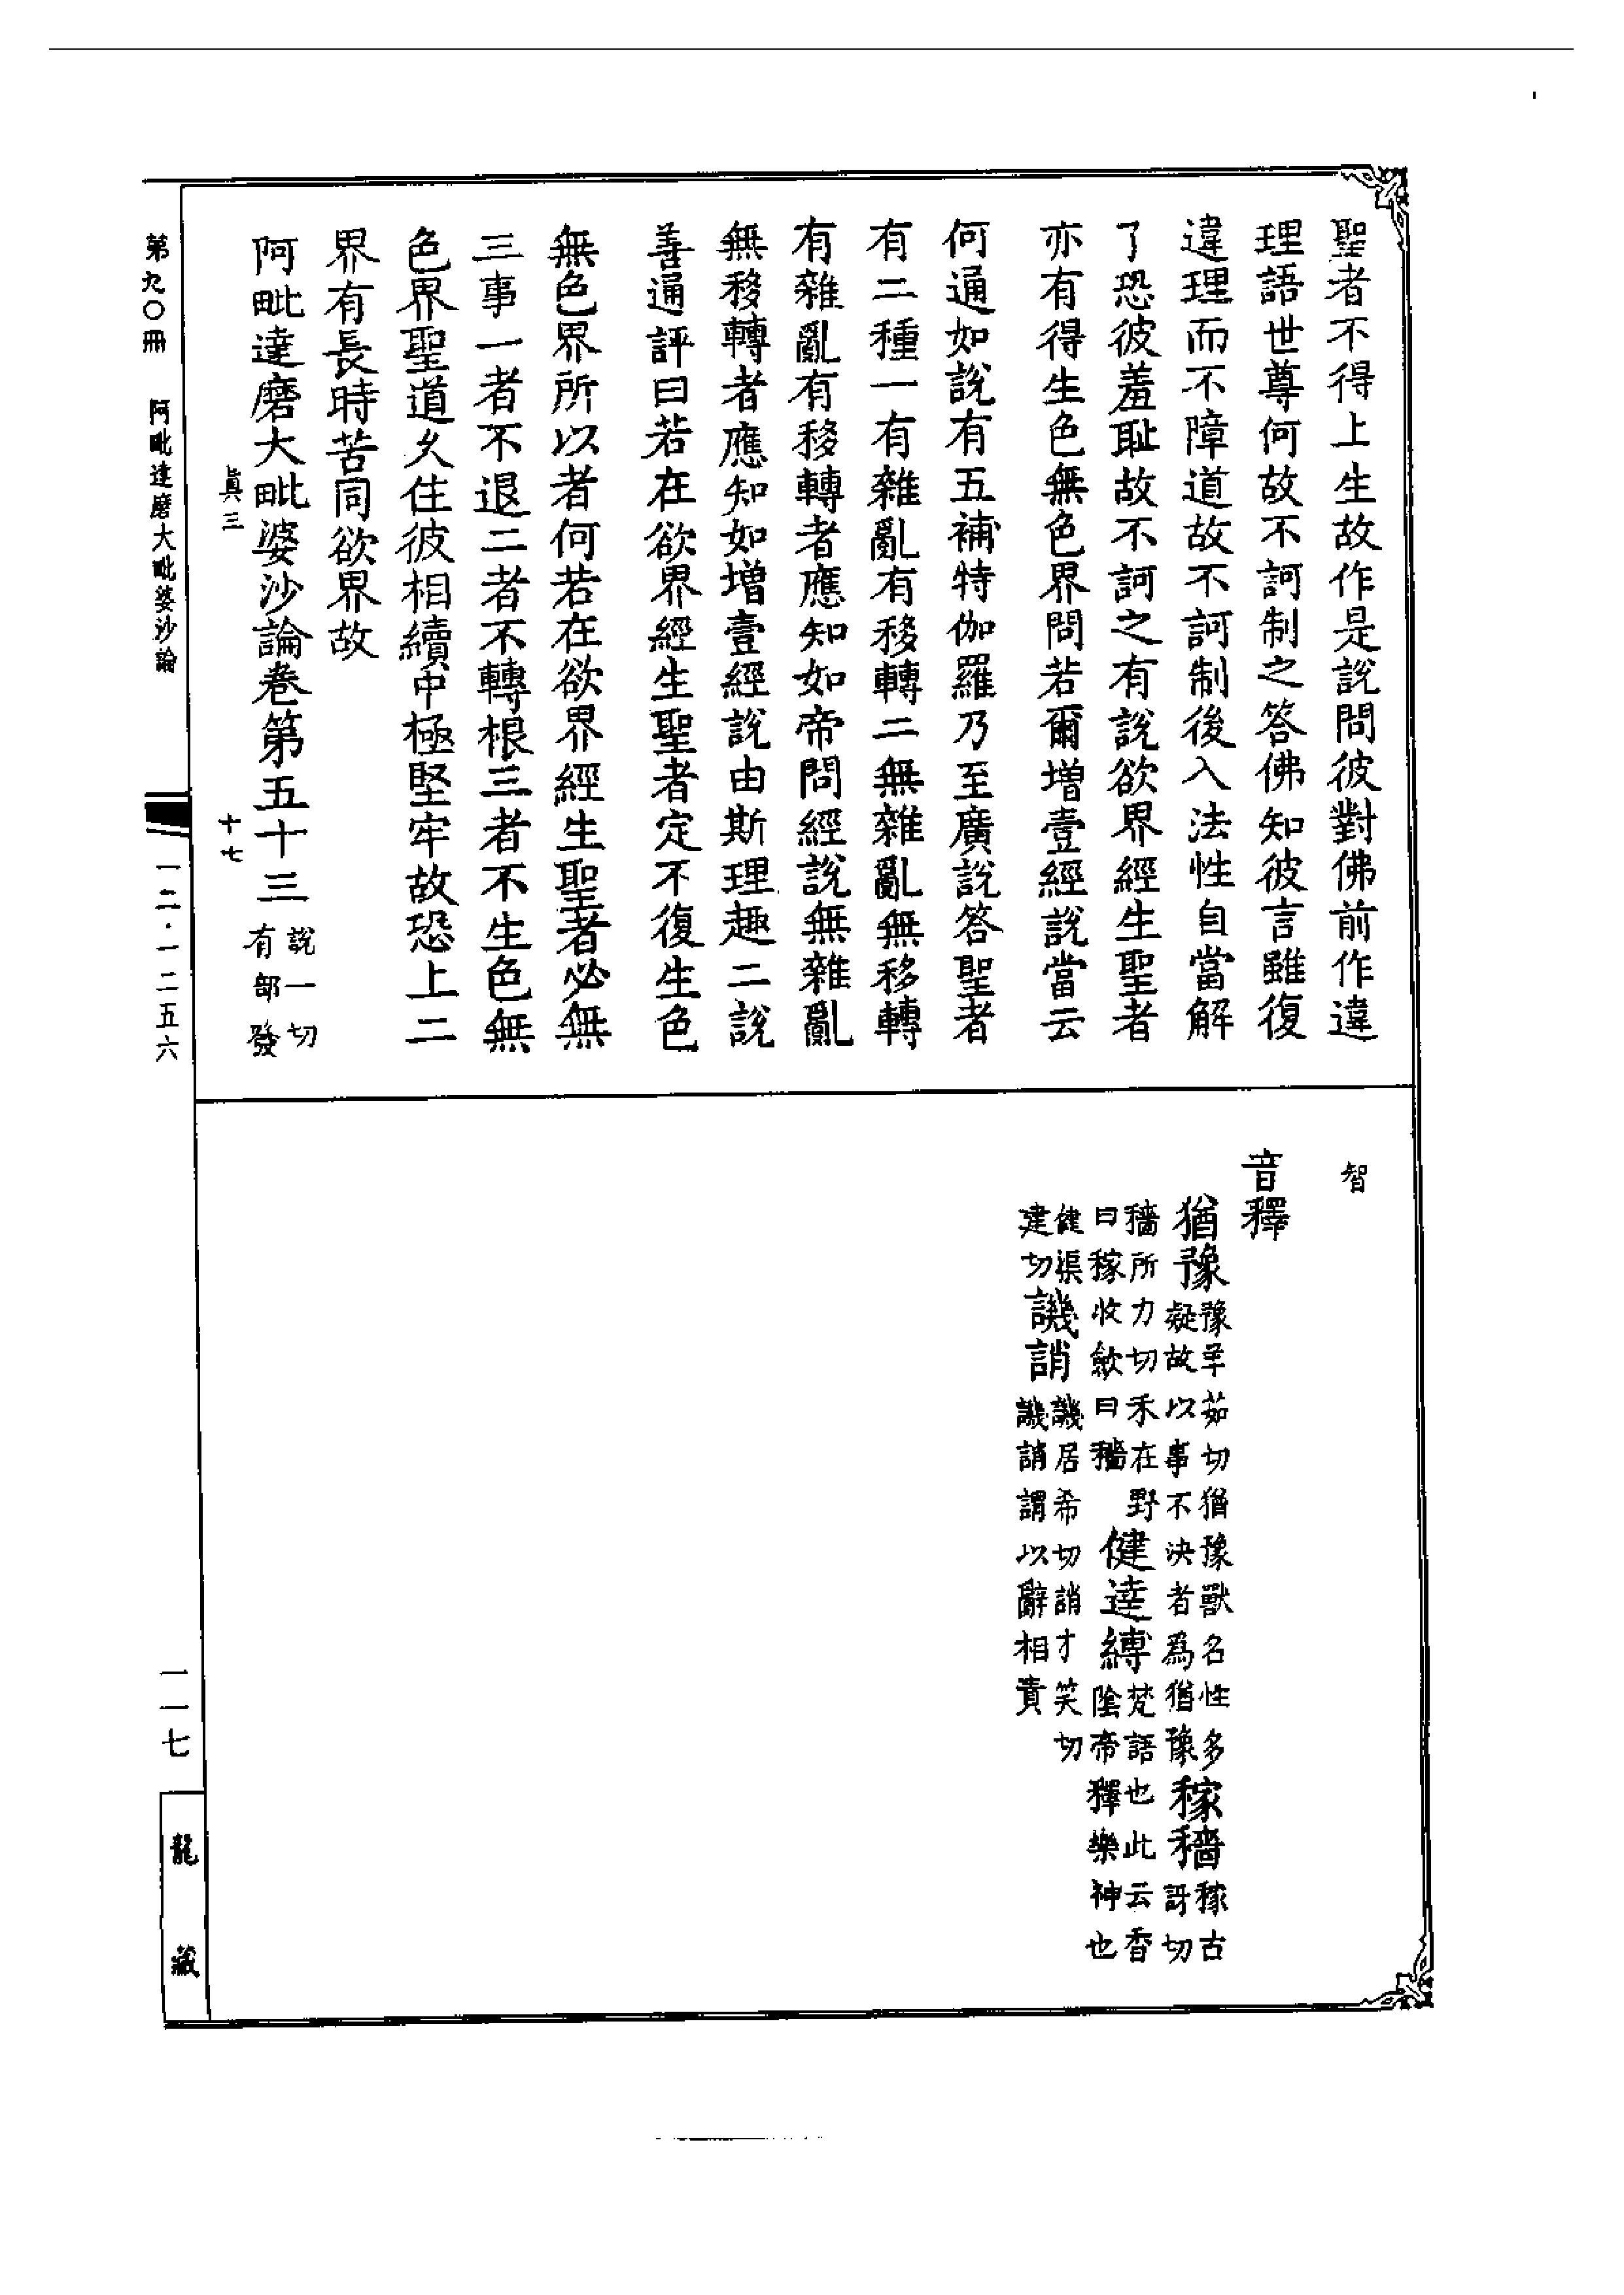 聖者不得上生故作是說問彼對佛前作違
理語世尊何故不訶制之答佛知彼言雖復
違理而不障道故不訶制後入法性自當解
了恐彼羞恥故不訶之有說欲界經生聖者
亦有得生色無色界問若爾增壹經說當云
何通如說有五補特伽羅乃至廣說答聖者
有二種一有雜亂有移轉二無雜亂無移轉
有雜亂有移轉者應知如帝問經說無雜亂
無移轉者應知如增壹經說由斯理趣二說
善通評曰若在欲界經生聖者定不復生色
無色界所以者何若在欲界經生聖者必無
三事一者不退二者不轉根三者不生色無
色界聖道久住彼相續中極堅牢故恐上二
界有長時苦同欲界故
阿毗達磨大毗婆沙論卷第五十三 說一切
有部發
智
音釋
猶豫 豫羊茹切猶豫獸名性多
疑故以事不決者為猶豫 稼穡 稼古
訝切
穡所力切禾在野
曰稼收斂曰穡 健達縛 梵語也此云香
陰帝釋樂神也
健渠
建切 譏誚 譏居希切誚才笑切
譏誚謂以辭相責
真三
十七
第九〇冊 阿毗達磨大毗婆沙論
一二·一二五六
一一七
龍藏